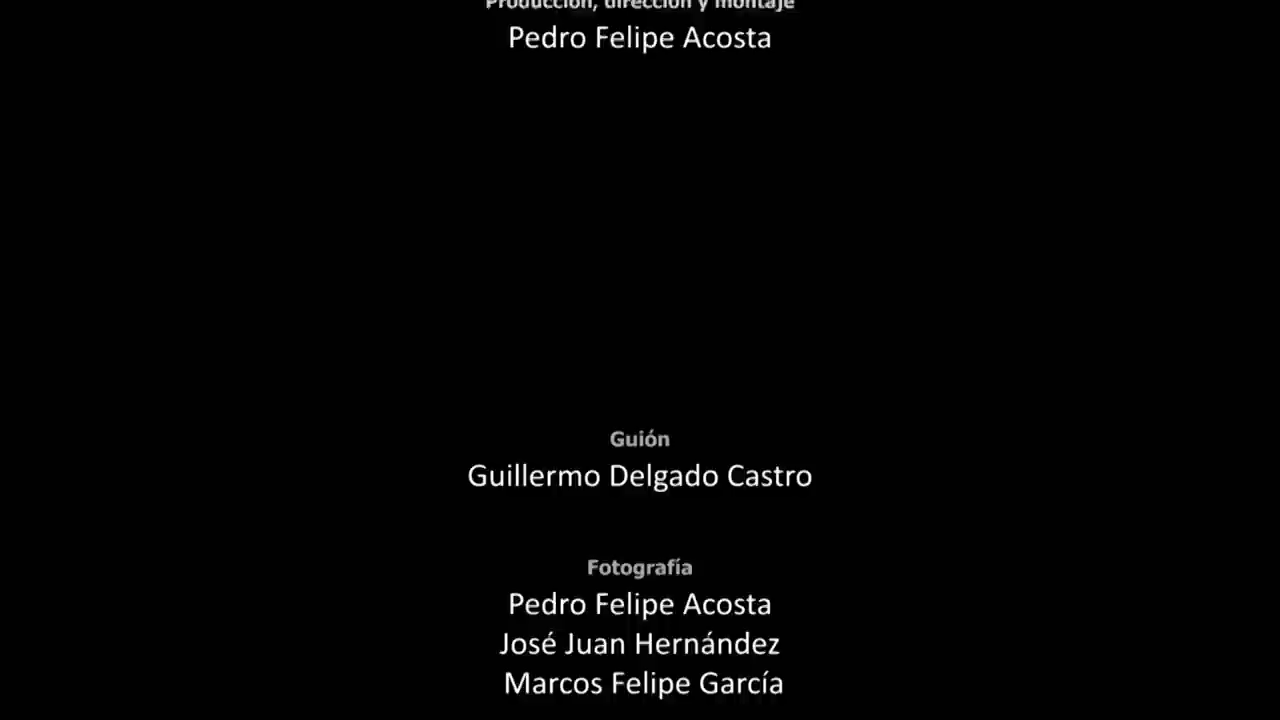 Producción, dirección y montaje
Pedro Felipe Acosta
Guión
Guillermo Delgado Castro
Fotografía
Pedro Felipe Acosta
José Juan Hernández
Marcos Felipe García